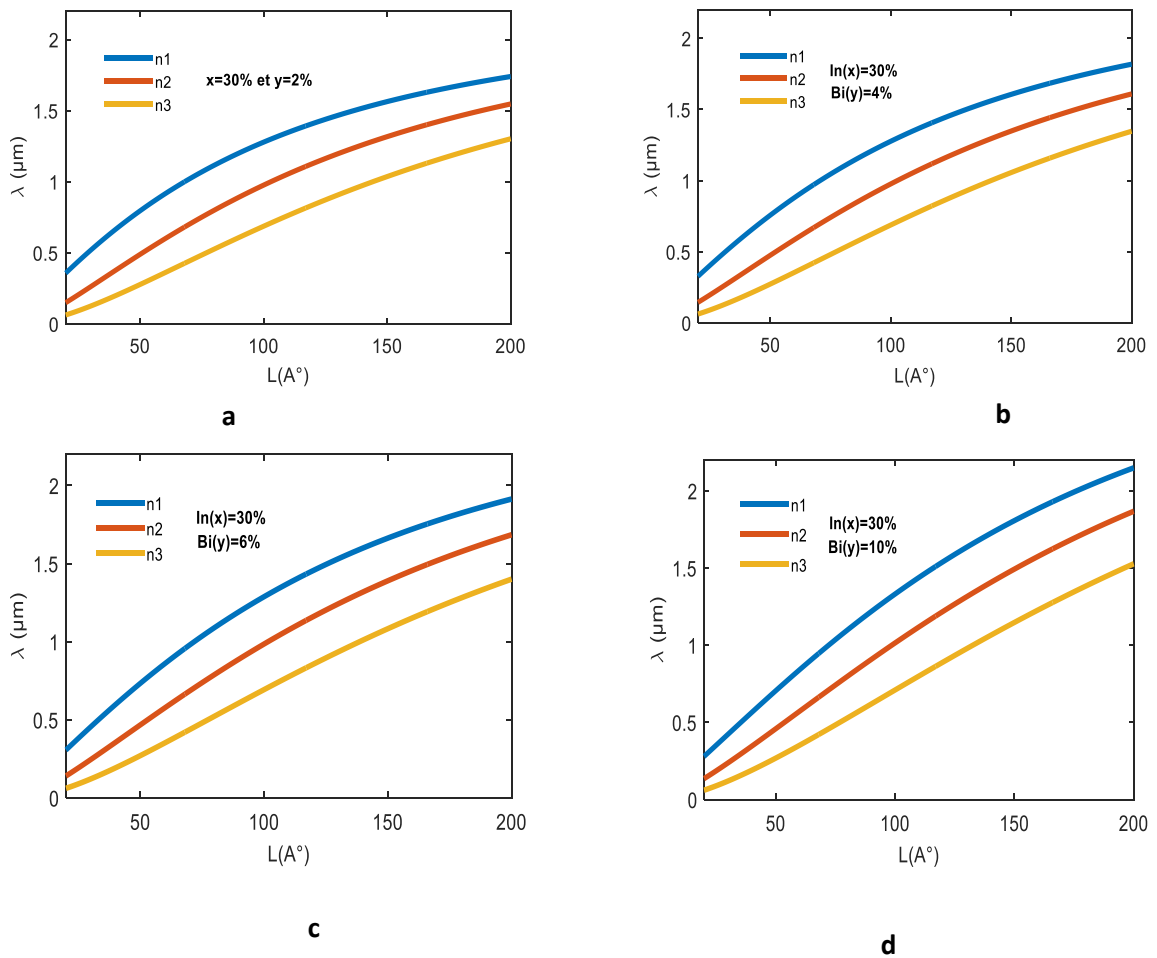 2
1.5
1
0.5
0
n1
n2
n3
x=30% et y=2%
λ (μm)
50
100
150
200
L(A°)
a
2
1.5
1
0.5
0
n1
n2
n3
In(x)=30%
Bi(y)=4%
λ (μm)
50
100
150
200
L(A°)
b
2
1.5
1
0.5
0
n1
n2
n3
In(x)=30%
Bi(y)=6%
λ (μm)
50
100
150
200
L(A°)
c
2
1.5
1
0.5
0
n1
n2
n3
In(x)=30%
Bi(y)=10%
λ (μm)
50
100
150
200
L(A°)
d